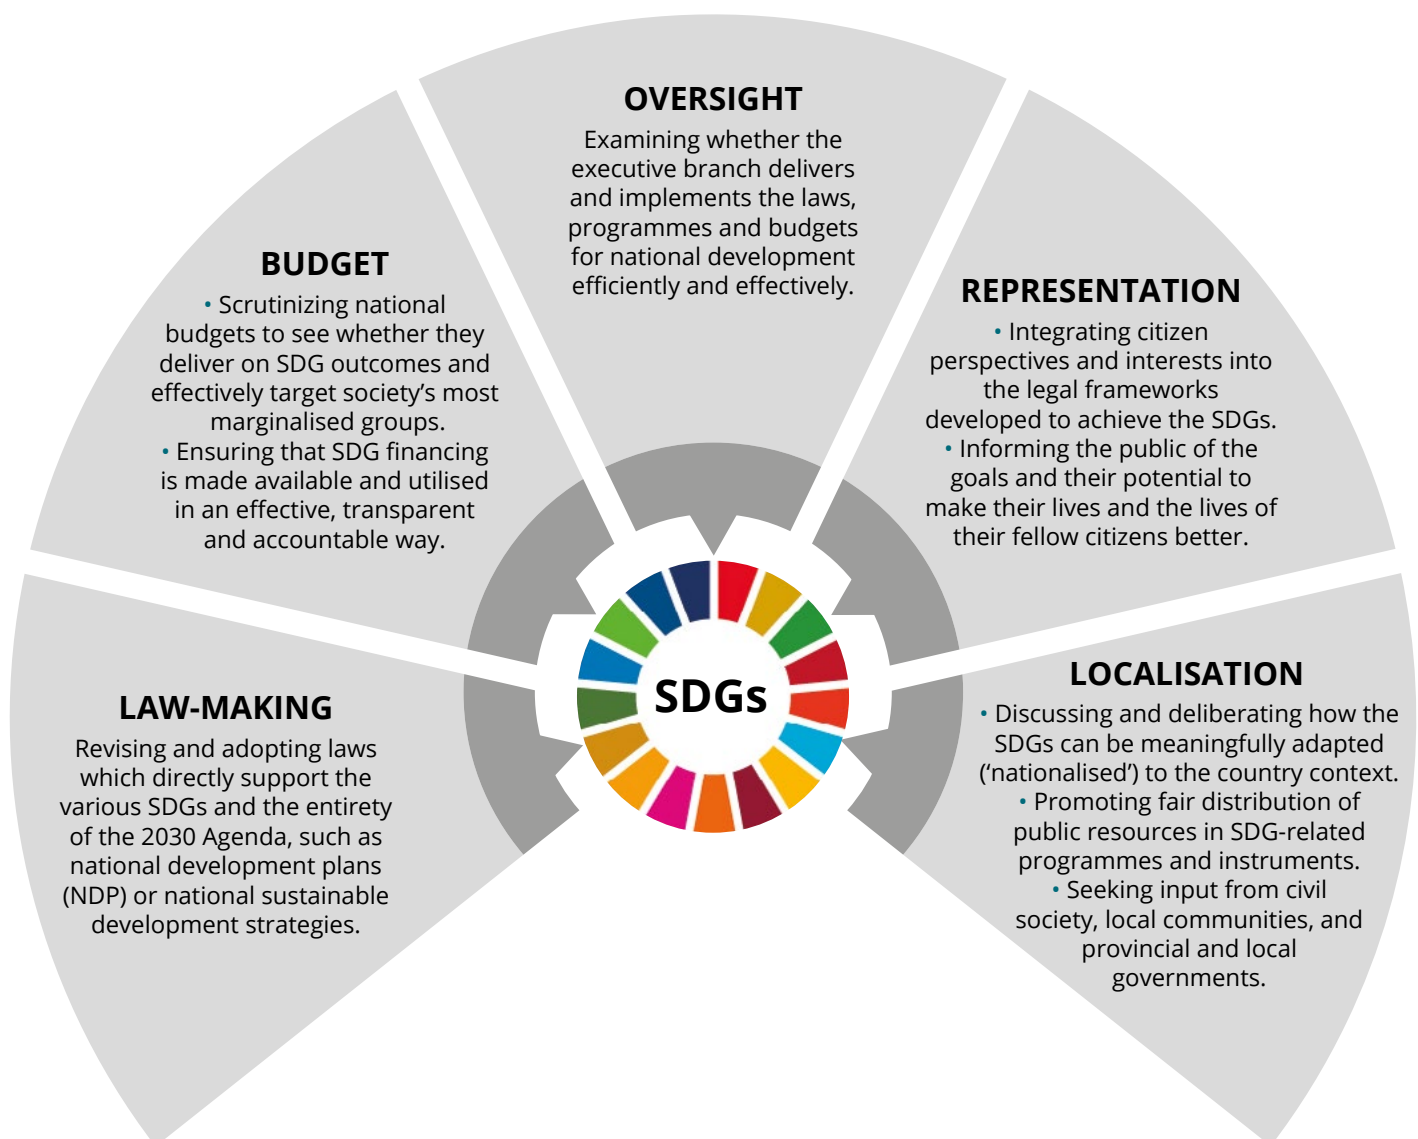 OVERSIGHT
Examining whether the
executive branch delivers
and implements the laws,
programmes and budgets
for national development
efficiently and effectively.
BUDGET
• Scrutinizing national
budgets to see whether they
deliver on SDG outcomes and
effectively target society’s most
marginalised groups.
• Ensuring that SDG financing
is made available and utilised
in an effective, transparent
and accountable way.
REPRESENTATION
• Integrating citizen
perspectives and interests into
the legal frameworks
developed to achieve the SDGs.
• Informing the public of the
goals and their potential to
make their lives and the lives of
their fellow citizens better.
LAW-MAKING
Revising and adopting laws
which directly support the
various SDGs and the entirety
of the 2030 Agenda, such as
national development plans
(NDP) or national sustainable
development strategies.
SDGs
LOCALISATION
• Discussing and deliberating how the
SDGs can be meaningfully adapted
(‘nationalised’) to the country context.
• Promoting fair distribution of
public resources in SDG-related
programmes and instruments.
• Seeking input from civil
society, local communities, and
provincial and local
governments.